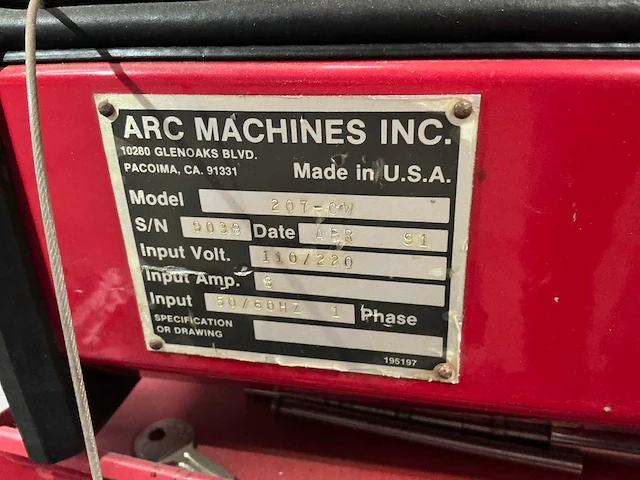 ARC MACHINES INC.
10280 GLENOAKS BLVD.
PACOIMA, CA. 91331 Made in U.S.A.
Model 207-CW
S/N 9039 Date APR 91
Input Volt. 110/220
Input Amp.
Input 50/60HZ 1 Phase
SPECIFICATION
OR DRAWING
195197